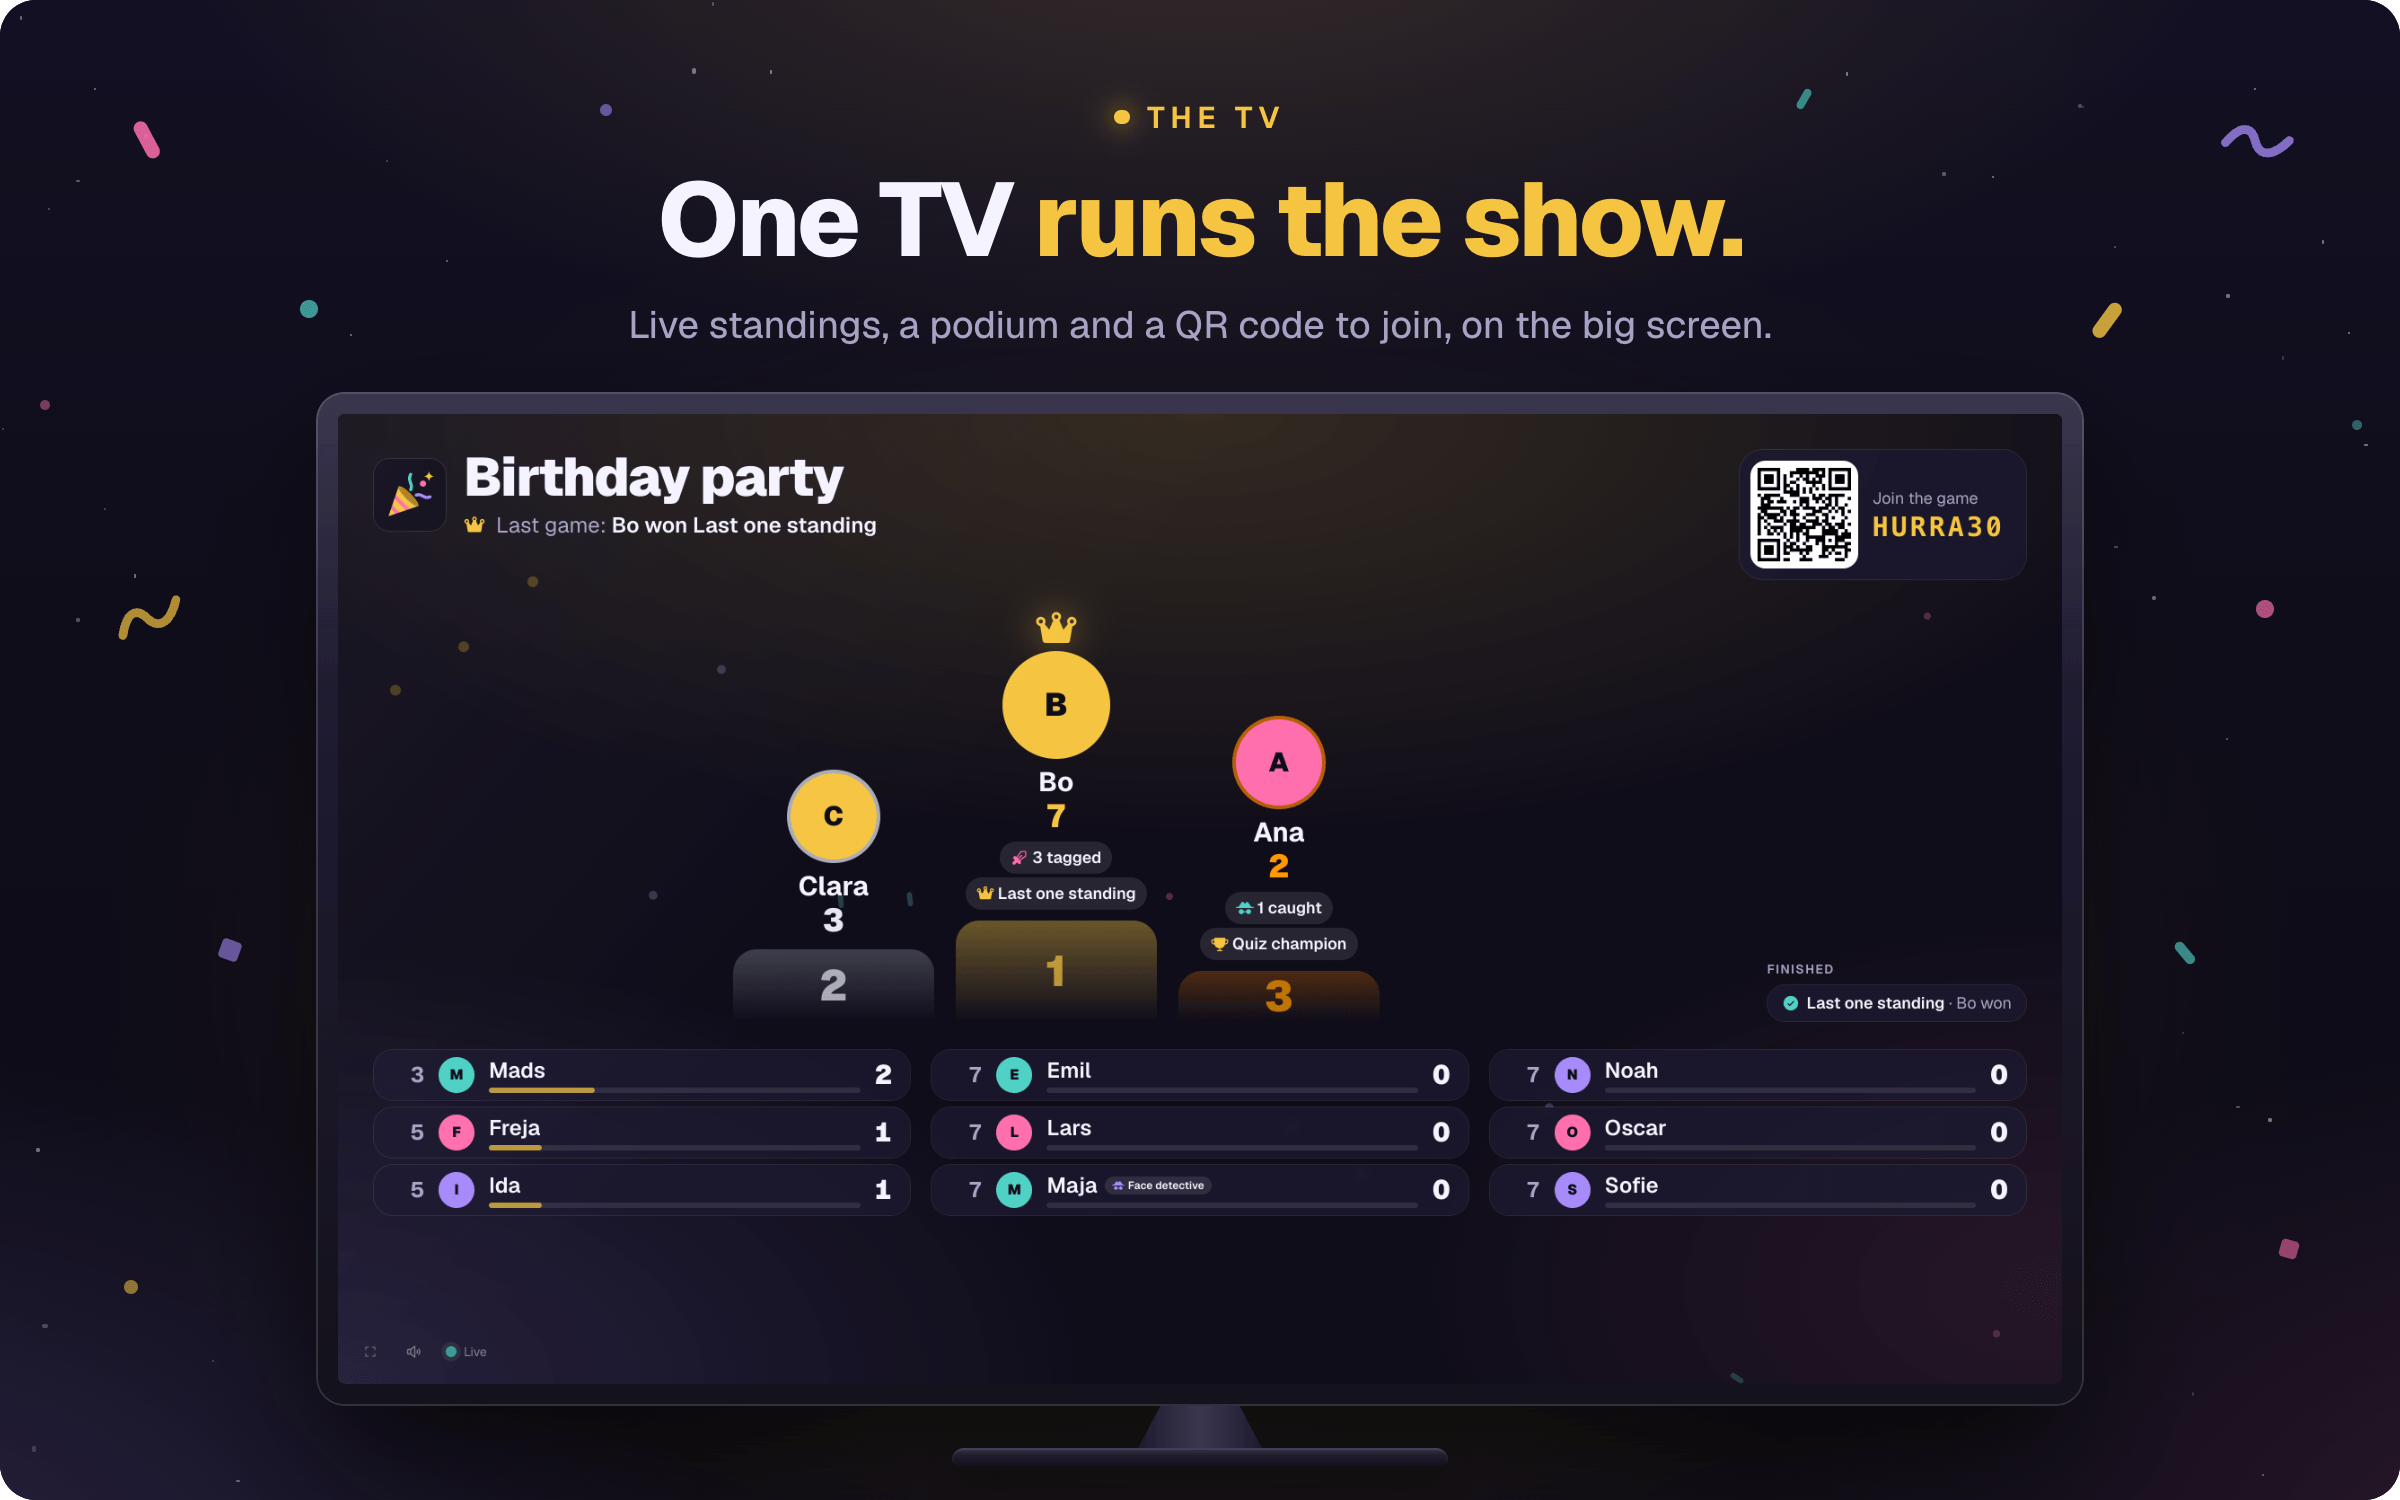 THE TV
One TV runs the show.
Live standings, a podium and a QR code to join, on the big screen.
Birthday party
Last game: Bo won Last one standing
Join the game
HURRA30
B
Bo
7
3 tagged
Last one standing
1
C
Clara
3
2
A
Ana
2
1 caught
Quiz champion
3
FINISHED
Last one standing · Bo won
3 M Mads 2
5 F Freja 1
5 I Ida 1
7 E Emil 0
7 L Lars 0
7 M Maja Face detective 0
7 N Noah 0
7 O Oscar 0
7 S Sofie 0
Live